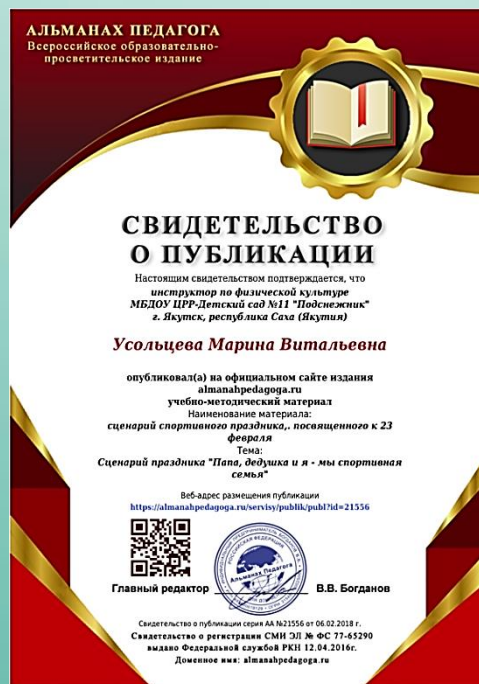 АЛЬМАНАХ ПЕДАГОГА
Всероссийское образовательно-
просветительское издание
СВИДЕТЕЛЬСТВО
О ПУБЛИКАЦИИ
Настоящим свидетельством подтверждается, что
инструктор по физической культуре
МБДОУ ЦРР-Детский сад №11 "Подснежник"
г. Якутск, республика Саха (Якутия)
Усольцева Марина Витальевна
опубликовал(а) на официальном сайте издания
almanahpedagoga.ru
учебно-методический материал
Наименование материала:
сценарий спортивного праздника,. посвященного к 23
февраля
Тема:
Сценарий праздника "Папа, дедушка и я - мы спортивная
семья"
Веб-адрес размещения публикации
https://almanahpedagoga.ru/servisy/publik/publ?id=21556
РОССИЙСКАЯ ФЕДЕРАЦИЯ
Альманах Педагога
Главный редактор
В.В. Богданов
Свидетельство о публикации серия АА №21556 от 06.02.2018 г.
Свидетельство о регистрации СМИ ЭЛ № ФС 77-65290
выдано Федеральной службой РКН 12.04.2016г.
Доменное имя: almanahpedagoga.ru